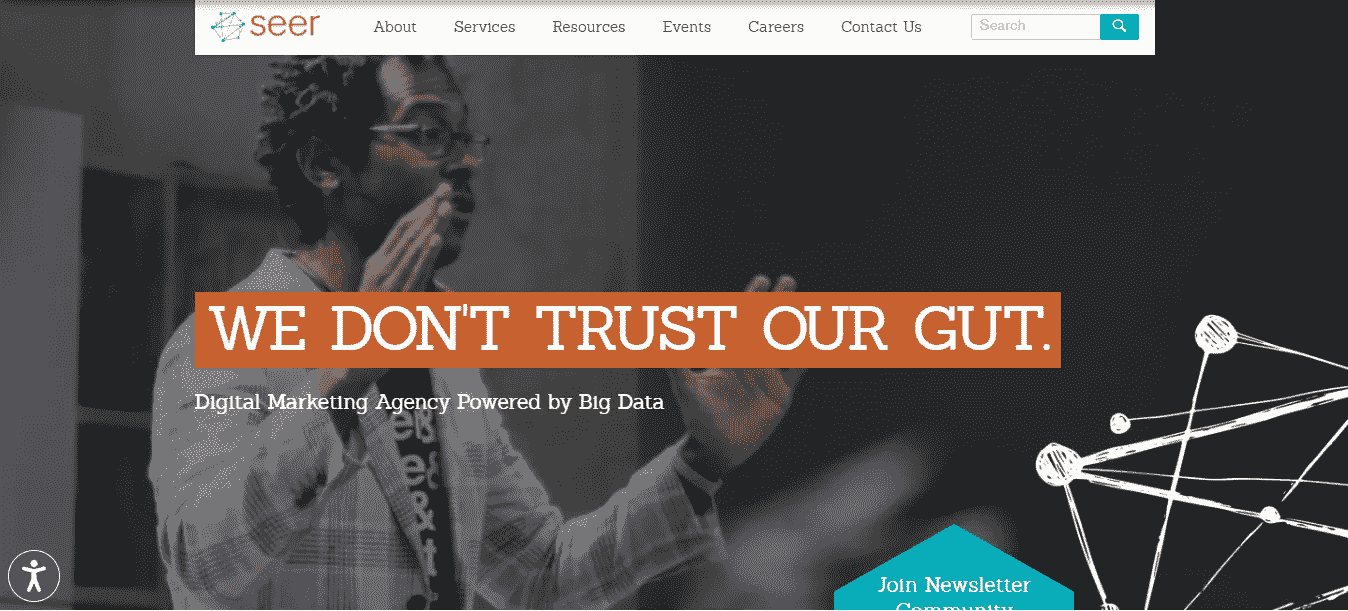 seer
About Services Resources Events Careers Contact Us Search
WE DON'T TRUST OUR GUT.
Digital Marketing Agency Powered by Big Data
Join Newsletter
Community